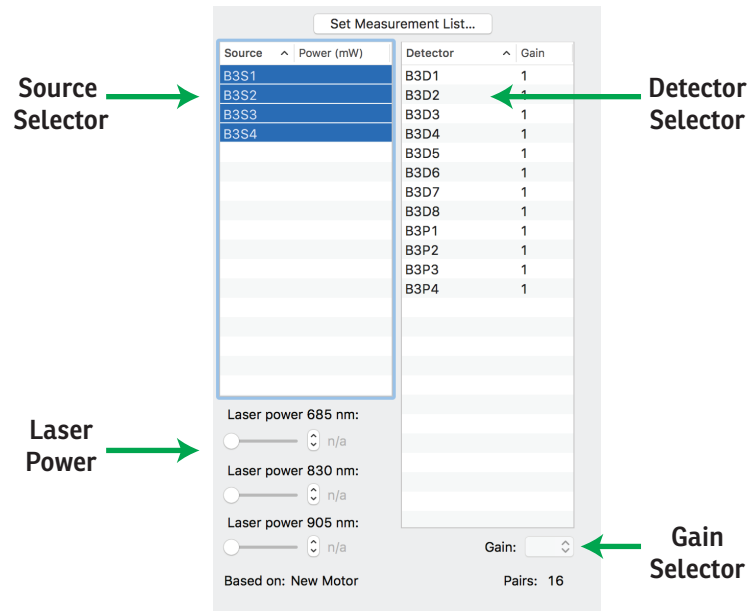 Set Measurement List...
Source Power (mW)
B3S1
B3S2
B3S3
B3S4
Detector Gain
B3D1 1
B3D2 1
B3D3 1
B3D4 1
B3D5 1
B3D6 1
B3D7 1
B3D8 1
B3P1 1
B3P2 1
B3P3 1
B3P4 1
Source
Selector
Detector
Selector
Laser
Power
Laser power 685 nm:
n/a
Laser power 830 nm:
n/a
Laser power 905 nm:
n/a
Gain:
Gain
Selector
Based on: New Motor
Pairs: 16